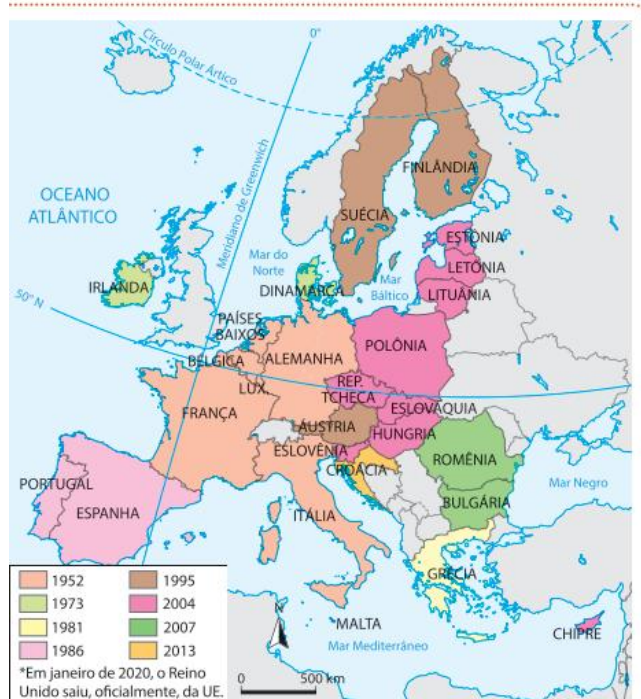 Círculo Polar Ártico
0°
Meridiano de Greenwich
OCEANO
ATLÂNTICO
FINLÂNDIA
SUÉCIA
ESTÔNIA
Mar do
Norte
LETÔNIA
IRLANDA
DINAMARCA
Mar
Báltico
LITUÂNIA
50° N
PAÍSES
BAIXOS
BÉLGICA
ALEMANHA
POLÔNIA
LUX.
REP.
TCHECA
FRANÇA
ESLOVÁQUIA
ÁUSTRIA
HUNGRIA
ESLOVÊNIA
CROÁCIA
ROMÊNIA
PORTUGAL
ESPANHA
BULGÁRIA
Mar Negro
ITÁLIA
GRÉCIA
MALTA
Mar Mediterrâneo
CHIPRE
1952
1973
1981
1986
1995
2004
2007
2013
*Em janeiro de 2020, o Reino
Unido saiu, oficialmente, da UE.
N
0 500 km